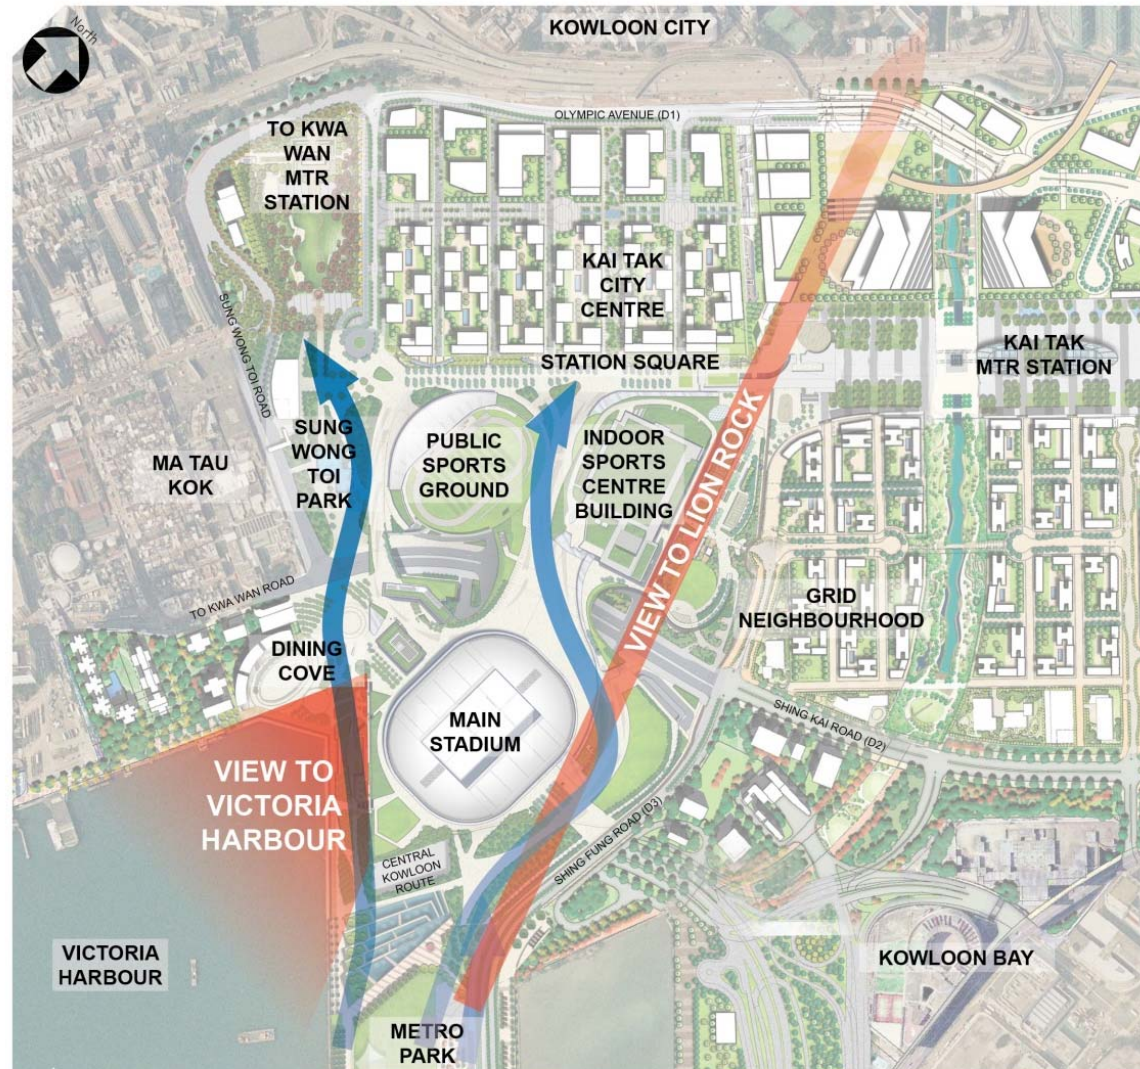 North
KOWLOON CITY
OLYMPIC AVENUE (D1)
TO KWA
WAN
MTR
STATION
KAI TAK
CITY
CENTRE
STATION SQUARE
KAI TAK
MTR STATION
SUNG WONG TOI ROAD
SUNG
WONG
TOI
PARK
PUBLIC
SPORTS
GROUND
INDOOR
SPORTS
CENTRE
BUILDING
MA TAU
KOK
VIEW TO LION ROCK
TO KWA WAN ROAD
GRID
NEIGHBOURHOOD
DINING
COVE
MAIN
STADIUM
SHING KAI ROAD (D2)
VIEW TO
VICTORIA
HARBOUR
SHING FUNG ROAD (D3)
CENTRAL
KOWLOON
ROUTE
VICTORIA
HARBOUR
KOWLOON BAY
METRO
PARK